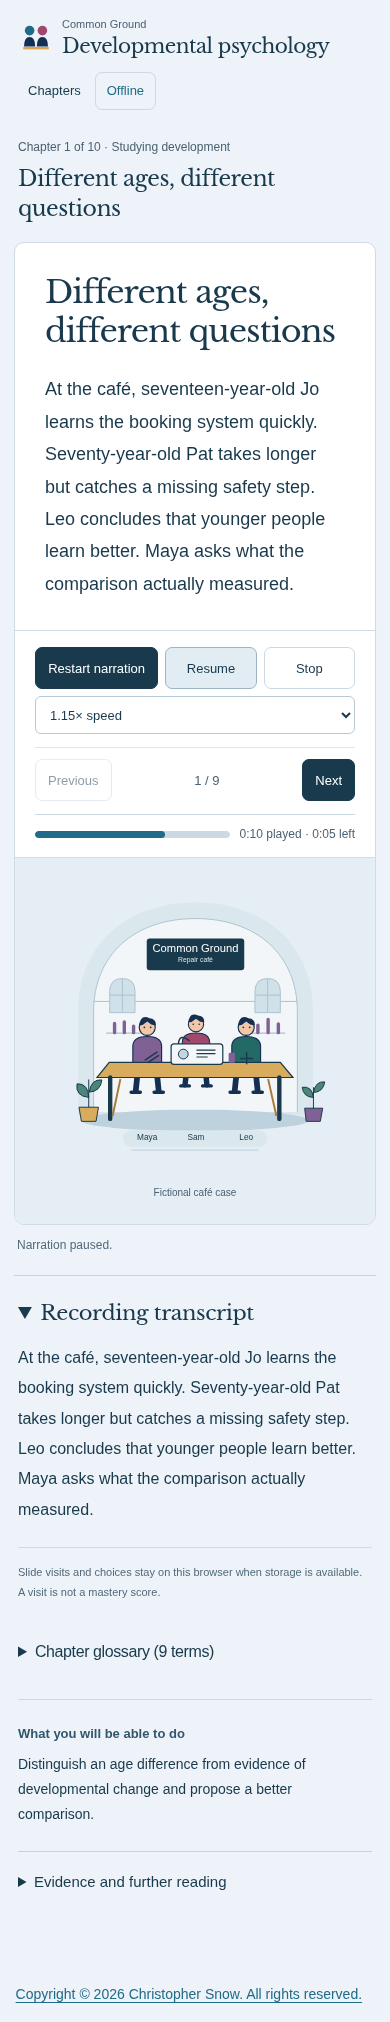 Common Ground
Developmental psychology
Chapters
Offline
Chapter 1 of 10 · Studying development
Different ages, different
questions
Different ages,
different questions
At the café, seventeen-year-old Jo
learns the booking system quickly.
Seventy-year-old Pat takes longer
but catches a missing safety step.
Leo concludes that younger people
learn better. Maya asks what the
comparison actually measured.
Restart narration
Resume
Stop
1.15× speed
Previous
1 / 9
Next
0:10 played · 0:05 left
Common Ground
Repair café
Maya
Sam
Leo
Fictional café case
Narration paused.
Recording transcript
At the café, seventeen-year-old Jo learns the
booking system quickly. Seventy-year-old Pat
takes longer but catches a missing safety step.
Leo concludes that younger people learn better.
Maya asks what the comparison actually
measured.
Slide visits and choices stay on this browser when storage is available.
A visit is not a mastery score.
Chapter glossary (9 terms)
What you will be able to do
Distinguish an age difference from evidence of
developmental change and propose a better
comparison.
Evidence and further reading
Copyright © 2026 Christopher Snow. All rights reserved.